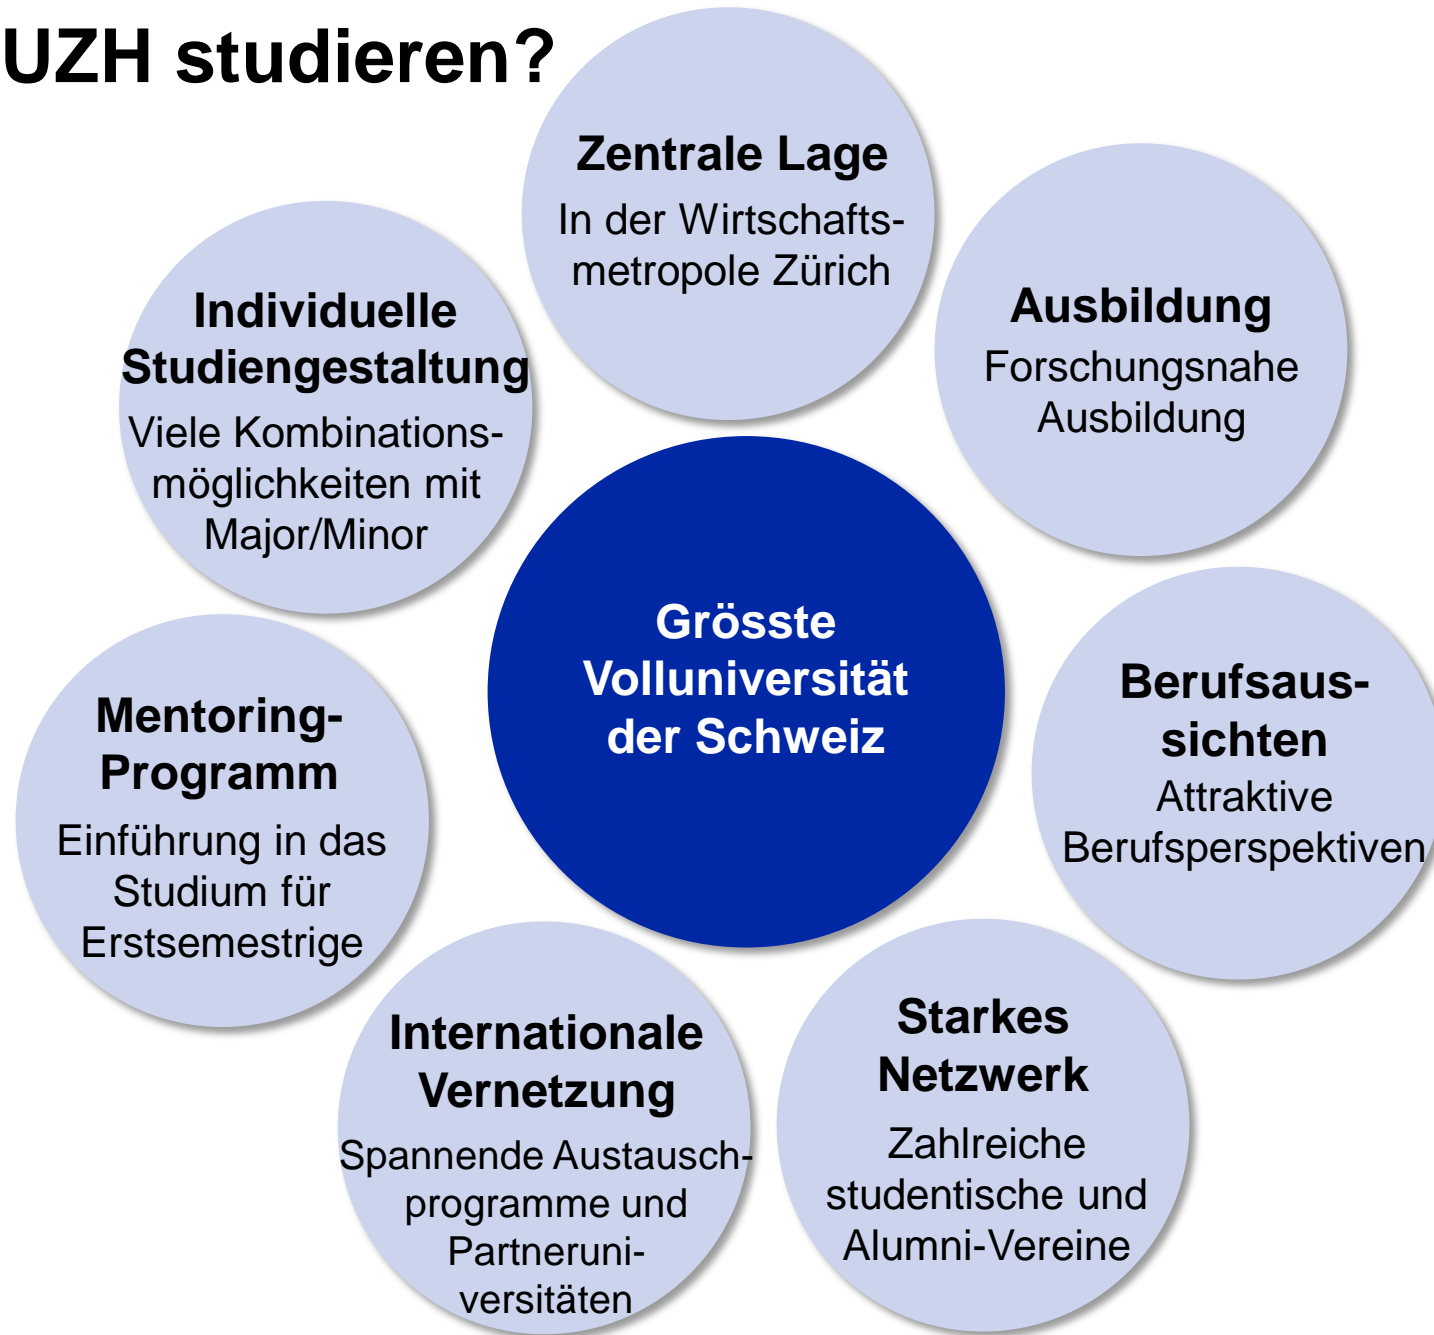 UZH studieren?
Zentrale Lage
In der Wirtschafts-
metropole Zürich
Ausbildung
Forschungsnahe
Ausbildung
Individuelle
Studiengestaltung
Viele Kombinations-
möglichkeiten mit
Major/Minor
Grösste
Volluniversität
der Schweiz
Berufsaus-
sichten
Attraktive
Berufsperspektiven
Mentoring-
Programm
Einführung in das
Studium für
Erstsemestrige
Internationale
Vernetzung
Spannende Austausch-
programme und
Partneruni-
versitäten
Starkes
Netzwerk
Zahlreiche
studentische und
Alumni-Vereine